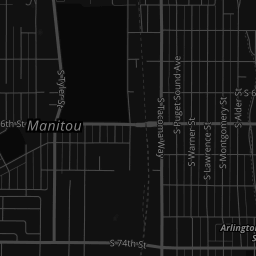 S Tyler St
S Tacoma Way
S Puget Sound Ave
S Warner St
S Lawrence St
S Montgomery St
S Alder St
S 6
6th St
Manitou
Arlington
S
S 74th St